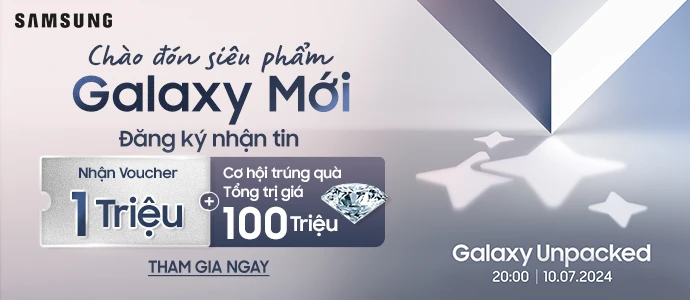 SAMSUNG
Chào đón siêu phẩm
Galaxy Mới
Đăng ký nhận tin
Nhận Voucher
1 Triệu
+
Cơ hội trúng quà
Tổng trị giá
100 Triệu
THAM GIA NGAY
Galaxy Unpacked
20:00 | 10.07.2024